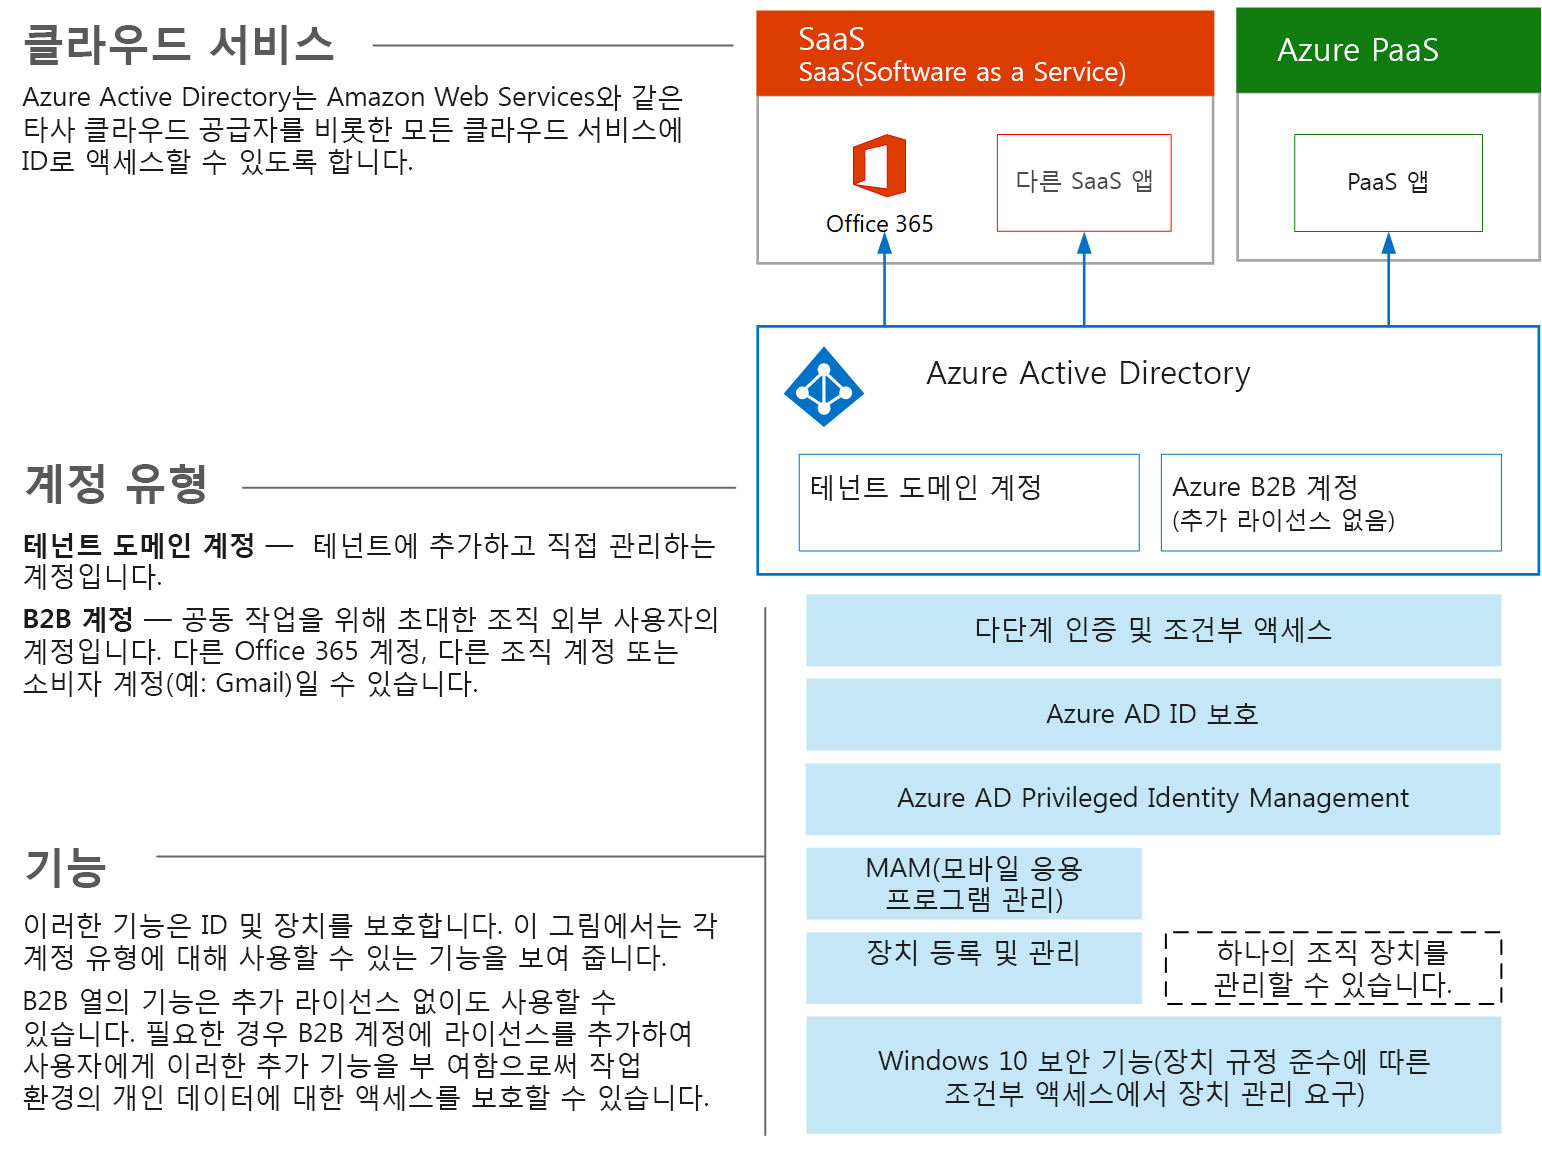 클라우드 서비스
Azure Active Directory는 Amazon Web Services와 같은
타사 클라우드 공급자를 비롯한 모든 클라우드 서비스에
ID로 액세스할 수 있도록 합니다.
SaaS
SaaS(Software as a Service)
Azure PaaS
Office 365
다른 SaaS 앱
PaaS 앱
Azure Active Directory
테넌트 도메인 계정
Azure B2B 계정
(추가 라이선스 없음)
계정 유형
테넌트 도메인 계정 — 테넌트에 추가하고 직접 관리하는
계정입니다.
B2B 계정 — 공동 작업을 위해 초대한 조직 외부 사용자의
계정입니다. 다른 Office 365 계정, 다른 조직 계정 또는
소비자 계정(예: Gmail)일 수 있습니다.
다단계 인증 및 조건부 액세스
Azure AD ID 보호
Azure AD Privileged Identity Management
MAM(모바일 응용
프로그램 관리)
장치 등록 및 관리
하나의 조직 장치를
관리할 수 있습니다.
Windows 10 보안 기능(장치 규정 준수에 따른
조건부 액세스에서 장치 관리 요구)
기능
이러한 기능은 ID 및 장치를 보호합니다. 이 그림에서는 각
계정 유형에 대해 사용할 수 있는 기능을 보여 줍니다.
B2B 열의 기능은 추가 라이선스 없이도 사용할 수
있습니다. 필요한 경우 B2B 계정에 라이선스를 추가하여
사용자에게 이러한 추가 기능을 부 여함으로써 작업
환경의 개인 데이터에 대한 액세스를 보호할 수 있습니다.